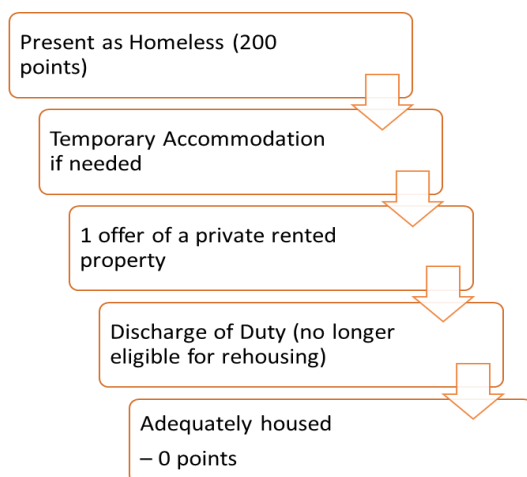 Present as Homeless (200
points)
Temporary Accommodation
if needed
1 offer of a private rented
property
Discharge of Duty (no longer
eligible for rehousing)
Adequately housed
– 0 points